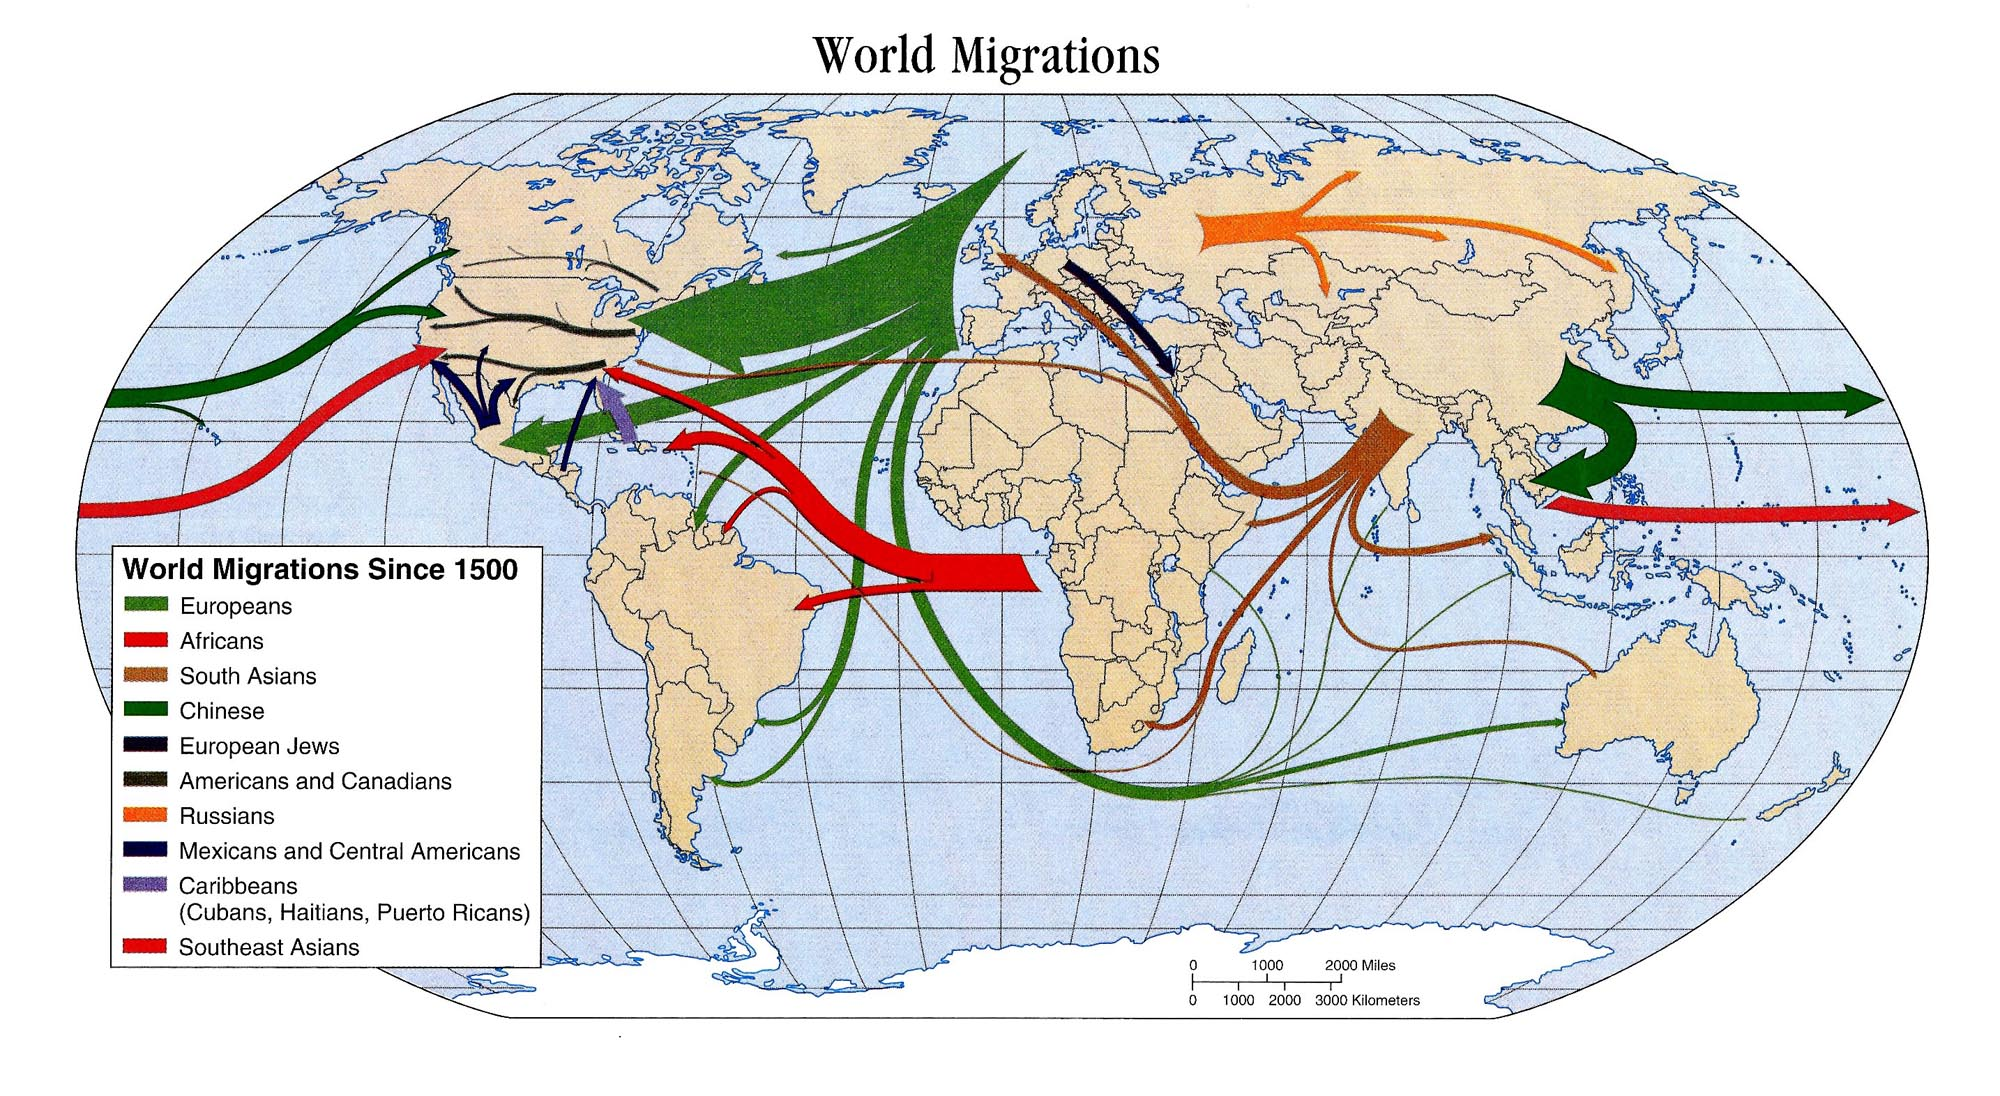 World Migrations
World Migrations Since 1500
Europeans
Africans
South Asians
Chinese
European Jews
Americans and Canadians
Russians
Mexicans and Central Americans
Caribbeans
(Cubans, Haitians, Puerto Ricans)
Southeast Asians
0 1000 2000 Miles
0 1000 2000 3000 Kilometers